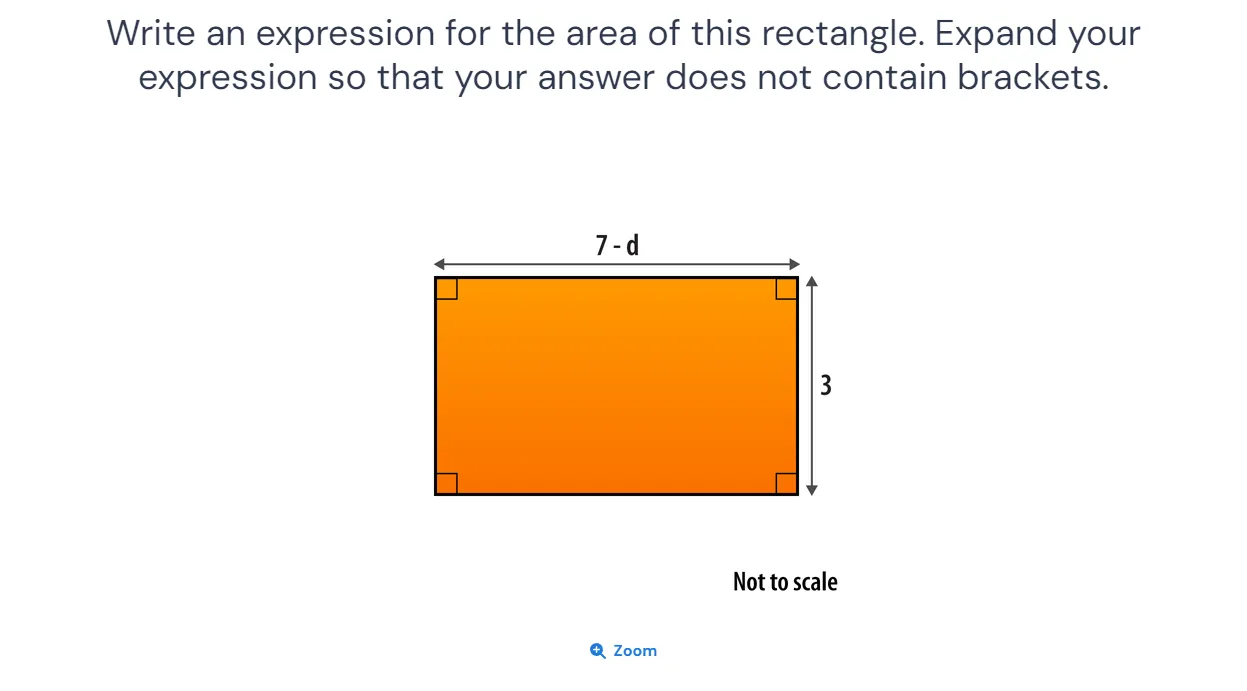 Write an expression for the area of this rectangle. Expand your
expression so that your answer does not contain brackets.
7 - d
3
Not to scale
Zoom